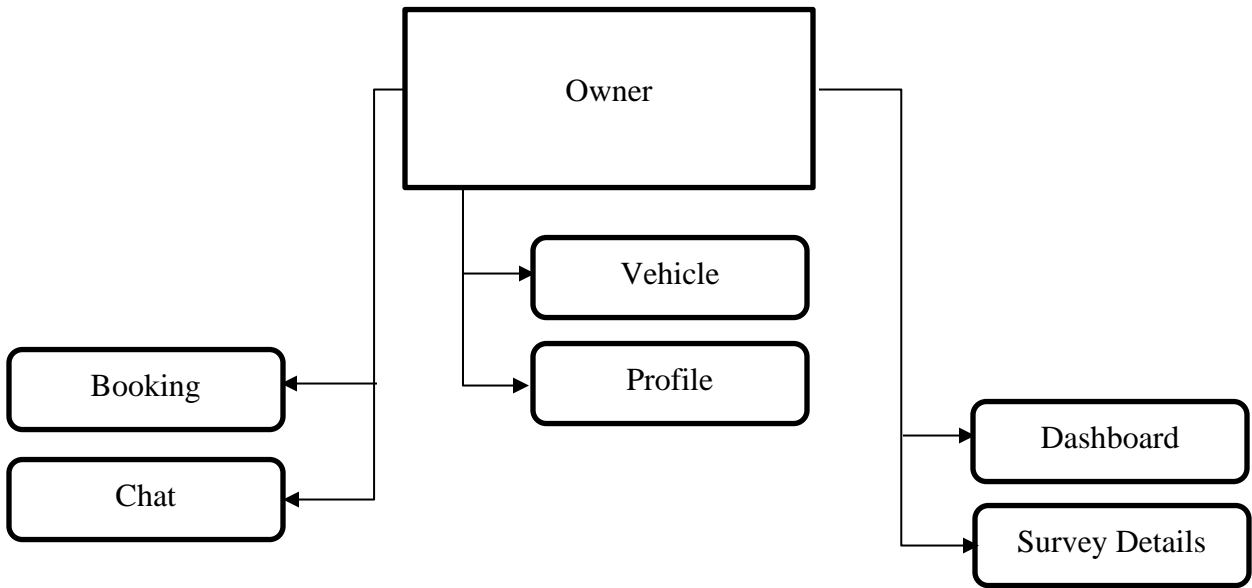 Owner
Vehicle
Profile
Booking
Chat
Dashboard
Survey Details